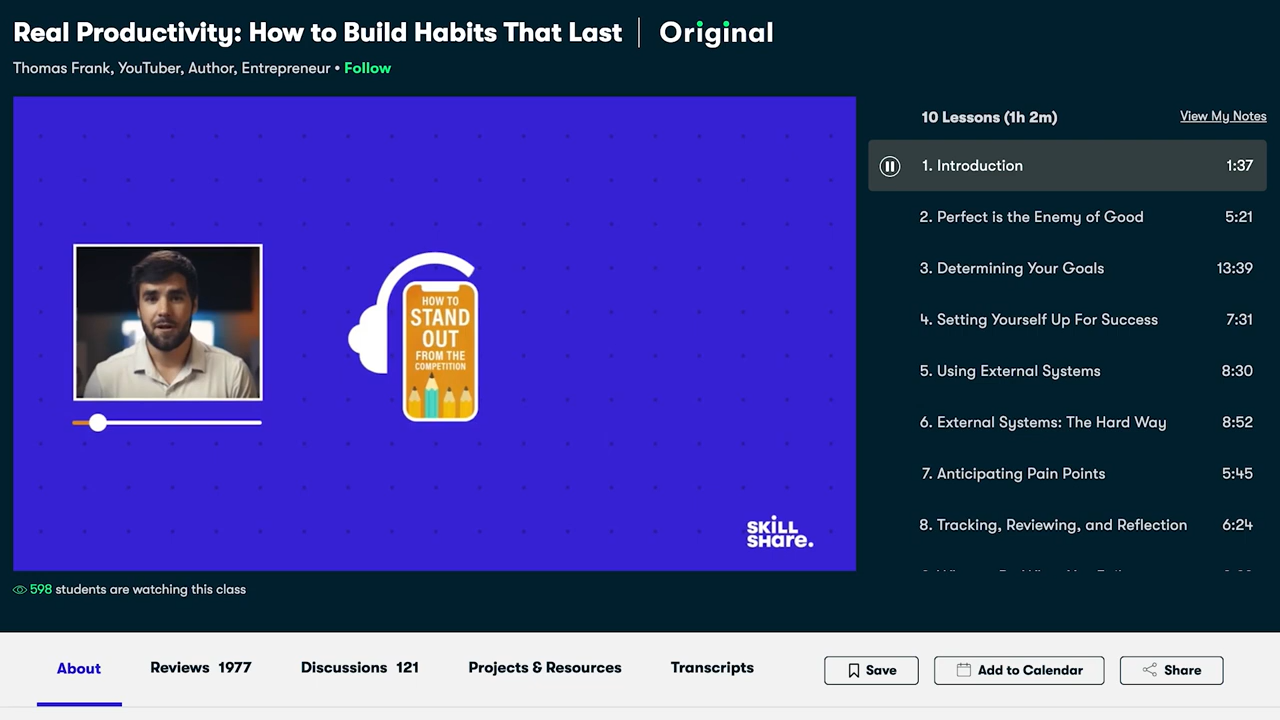 Real Productivity: How to Build Habits That Last | Original
Thomas Frank, YouTuber, Author, Entrepreneur • Follow
HOW TO
STAND
OUT
FROM THE
COMPETITION
SKILL
SHARE.
598 students are watching this class
10 Lessons (1h 2m)
View My Notes
1. Introduction 1:37
2. Perfect is the Enemy of Good 5:21
3. Determining Your Goals 13:39
4. Setting Yourself Up For Success 7:31
5. Using External Systems 8:30
6. External Systems: The Hard Way 8:52
7. Anticipating Pain Points 5:45
8. Tracking, Reviewing, and Reflection 6:24
About
Reviews 1977
Discussions 121
Projects & Resources
Transcripts
Save
Add to Calendar
Share